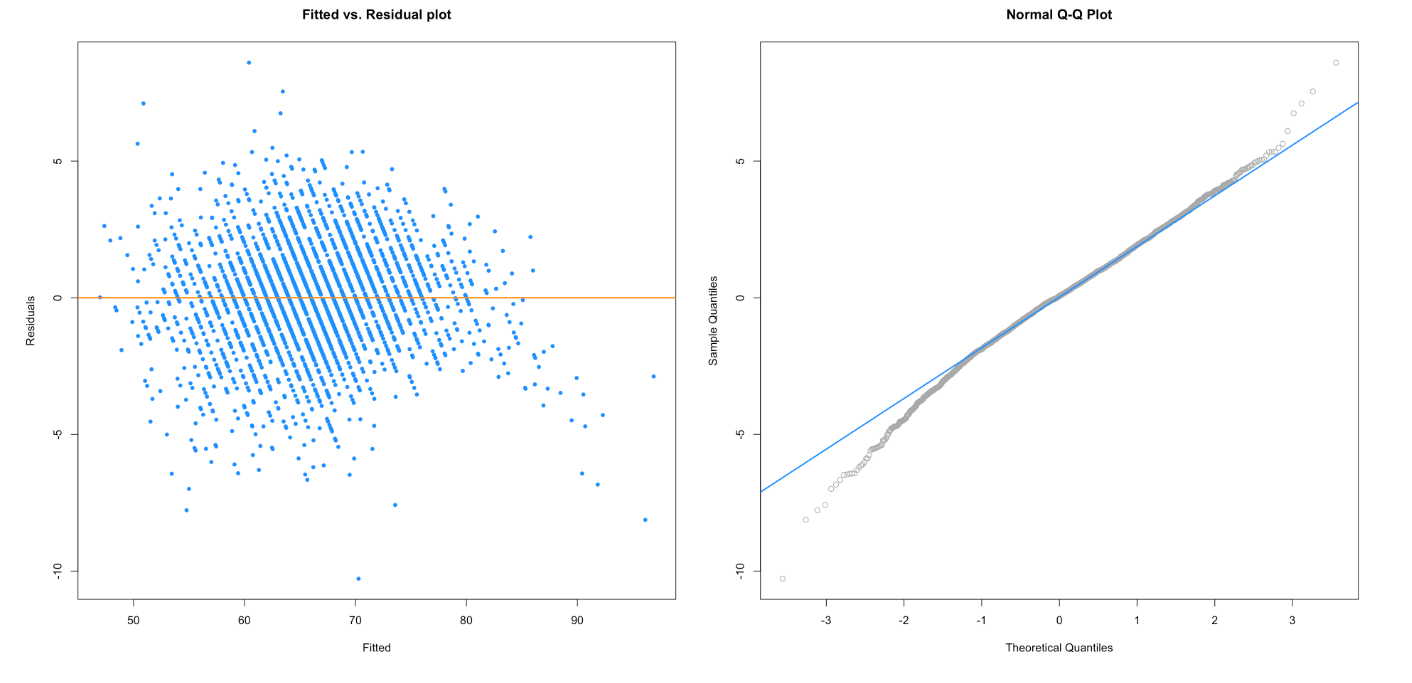 Fitted vs. Residual plot
Residuals
5
0
-5
-10
50 60 70 80 90
Fitted
Normal Q-Q Plot
Sample Quantiles
5
0
-5
-10
-3 -2 -1 0 1 2 3
Theoretical Quantiles